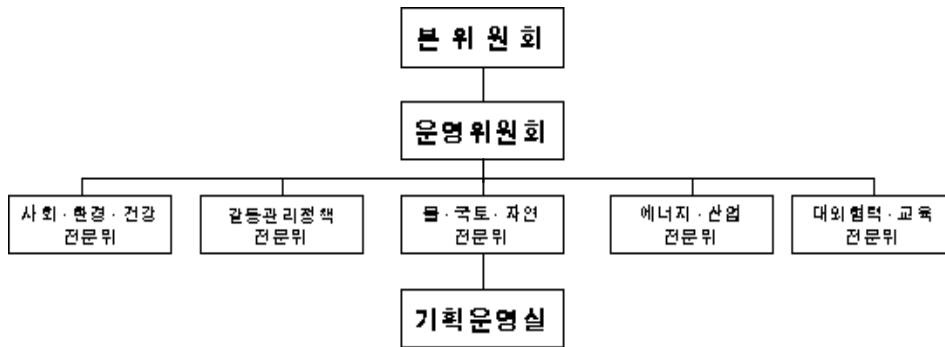 본위원회
운영위원회
사회·환경·건강
전문위
갈등관리정책
전문위
물·국토·자연
전문위
에너지·산업
전문위
대외협력·교육
전문위
기획운영실